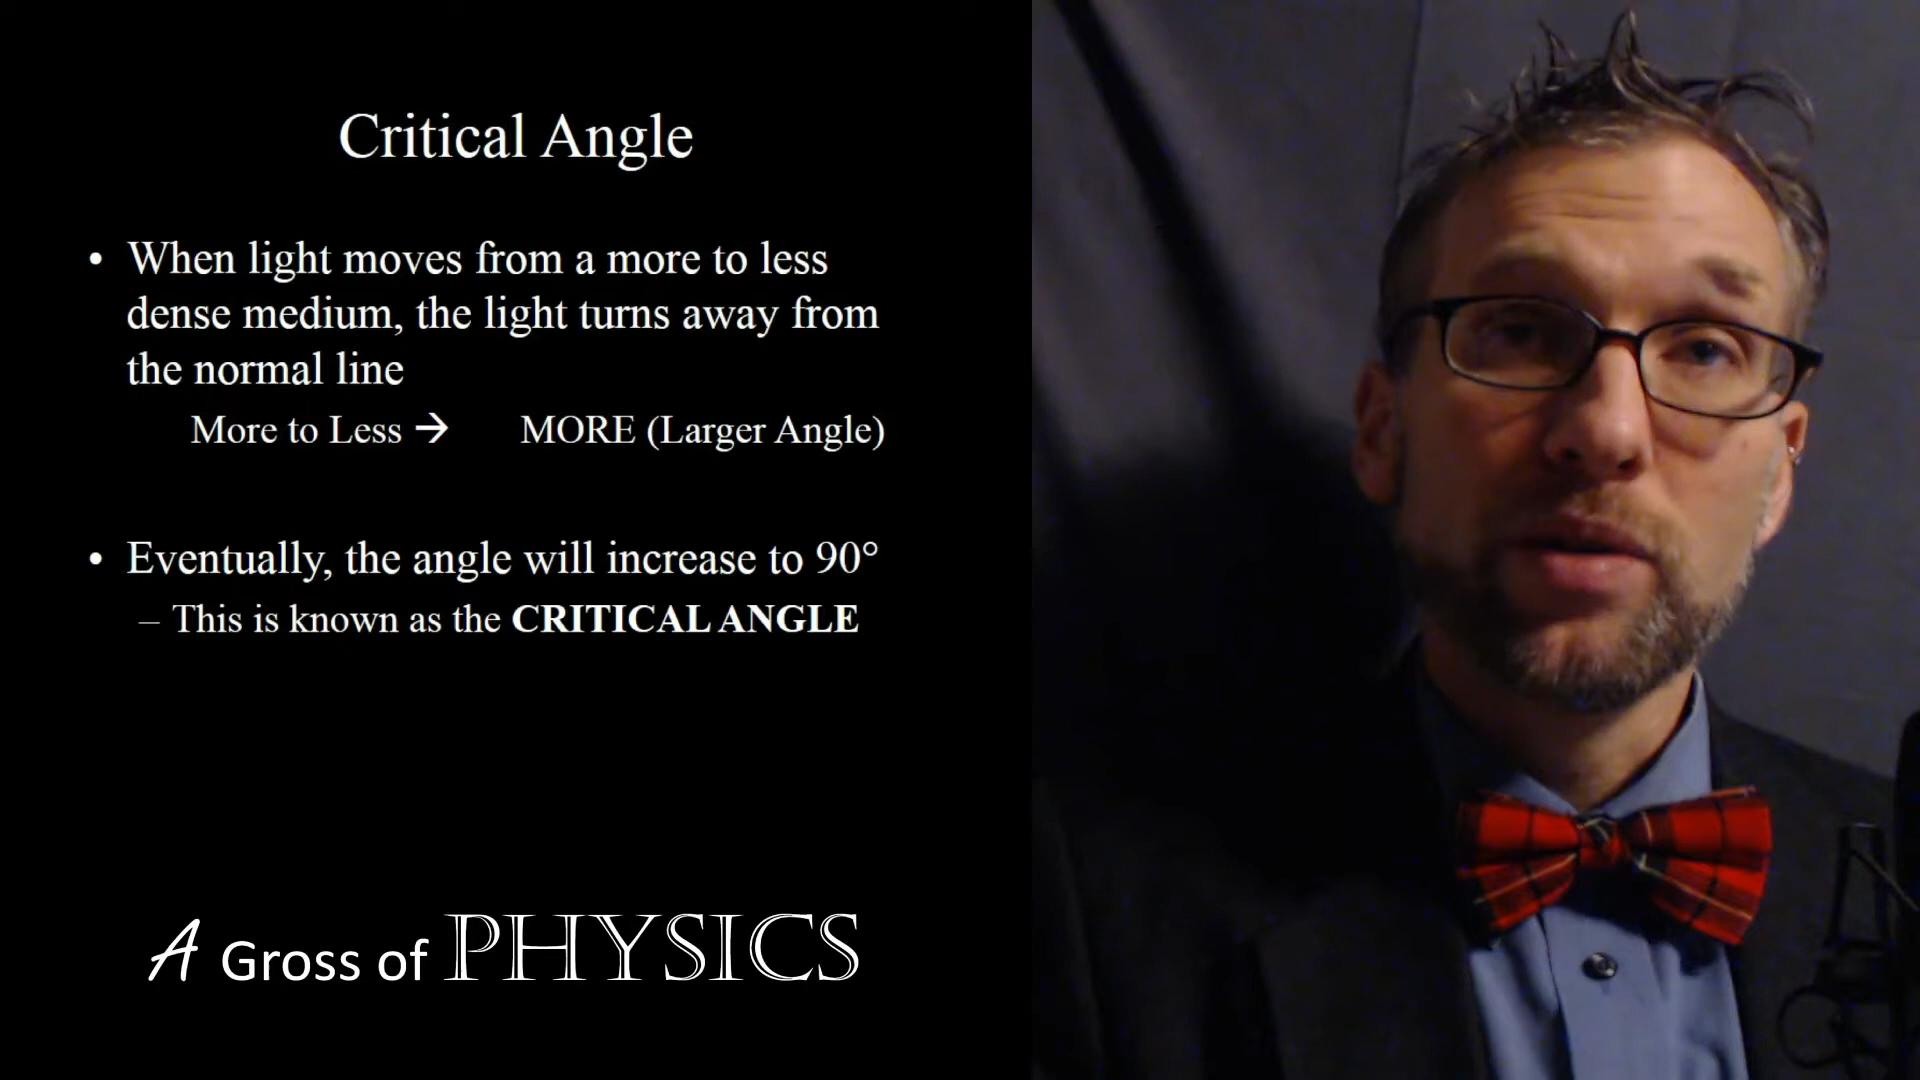 Critical Angle
• When light moves from a more to less
dense medium, the light turns away from
the normal line
More to Less → MORE (Larger Angle)
• Eventually, the angle will increase to 90°
– This is known as the CRITICAL ANGLE
A Gross of PHYSICS